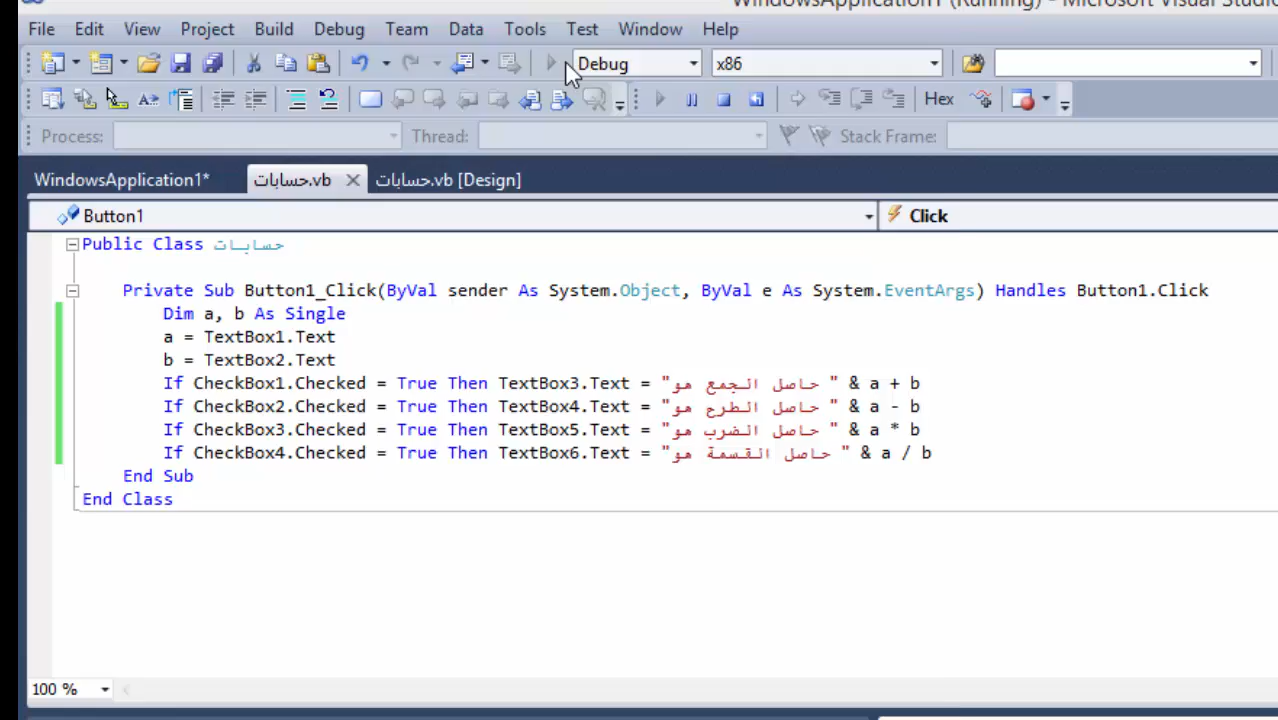 WindowsApplication1 (Running) - Microsoft Visual Studio
File Edit View Project Build Debug Team Data Tools Test Window Help
Debug x86
Hex
Process: Thread: Stack Frame:
WindowsApplication1* حسابات.vb حسابات.vb [Design]
Button1 Click
Public Class حسابات
Private Sub Button1_Click(ByVal sender As System.Object, ByVal e As System.EventArgs) Handles Button1.Click
Dim a, b As Single
a = TextBox1.Text
b = TextBox2.Text
If CheckBox1.Checked = True Then TextBox3.Text = "حاصل الجمع هو " & a + b
If CheckBox2.Checked = True Then TextBox4.Text = "حاصل الطرح هو " & a - b
If CheckBox3.Checked = True Then TextBox5.Text = "حاصل الضرب هو " & a * b
If CheckBox4.Checked = True Then TextBox6.Text = "حاصل القسمة هو " & a / b
End Sub
End Class
100 %